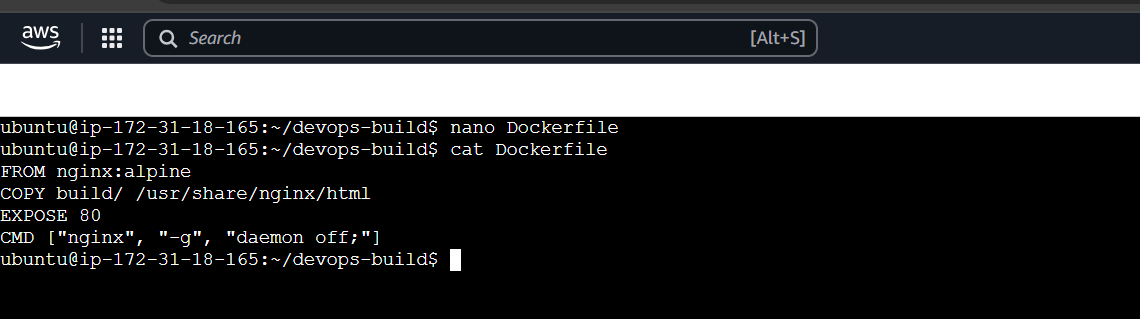 aws
Search [Alt+S]
ubuntu@ip-172-31-18-165:~/devops-build$ nano Dockerfile
ubuntu@ip-172-31-18-165:~/devops-build$ cat Dockerfile
FROM nginx:alpine
COPY build/ /usr/share/nginx/html
EXPOSE 80
CMD ["nginx", "-g", "daemon off;"]
ubuntu@ip-172-31-18-165:~/devops-build$